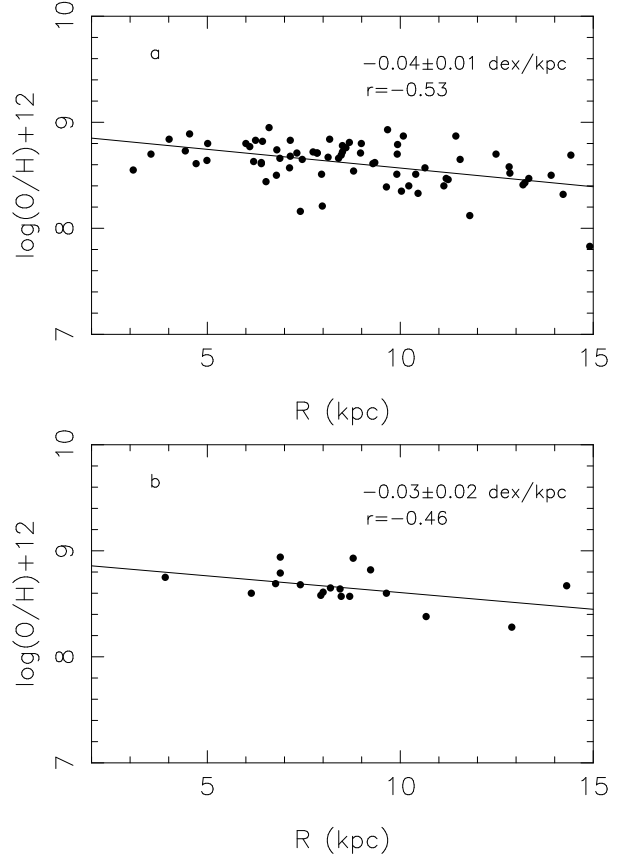 10
a
−0.04±0.01 dex/kpc
r=−0.53
9
8
7
log(O/H)+12
5 10 15
R (kpc)
10
b
−0.03±0.02 dex/kpc
r=−0.46
9
8
7
log(O/H)+12
5 10 15
R (kpc)